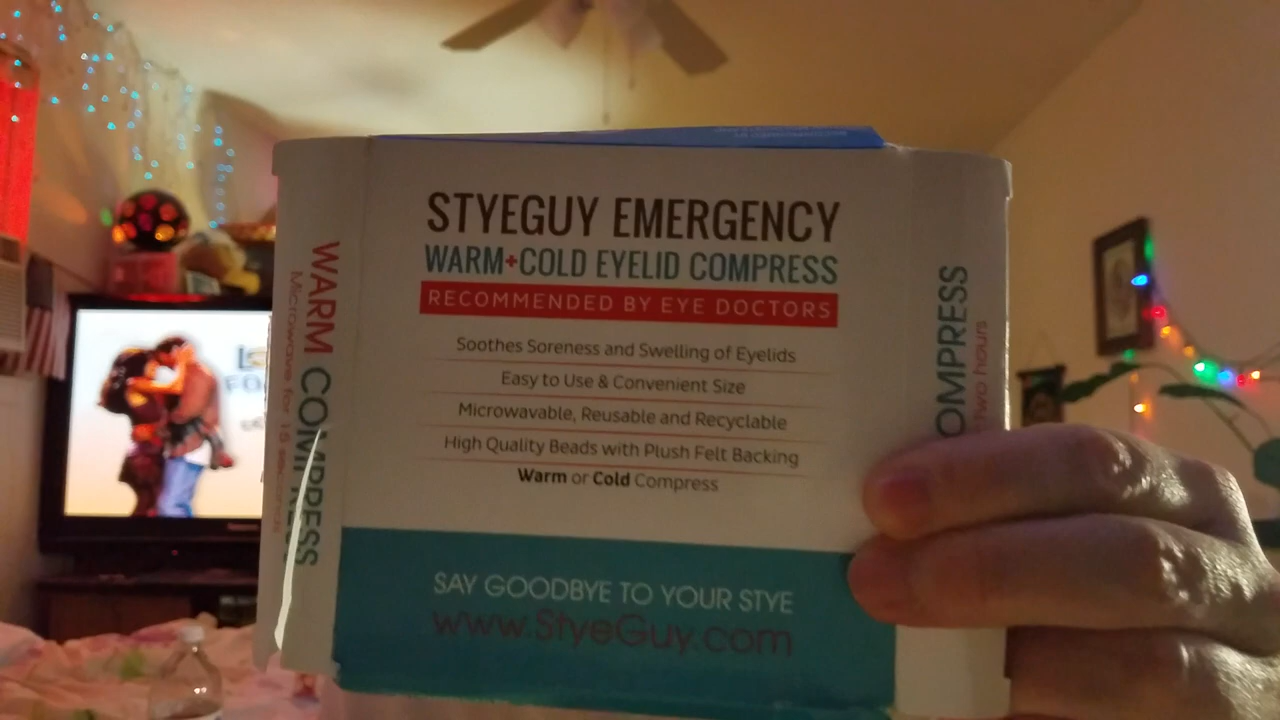 STYEGUY EMERGENCY
WARM+COLD EYELID COMPRESS
RECOMMENDED BY EYE DOCTORS
Soothes Soreness and Swelling of Eyelids
Easy to Use & Convenient Size
Microwavable, Reusable and Recyclable
High Quality Beads with Plush Felt Backing
Warm or Cold Compress
SAY GOODBYE TO YOUR STYE
www.StyeGuy.com
WARM COMPRESS
Microwave for 15 seconds
OMPRESS
two hours